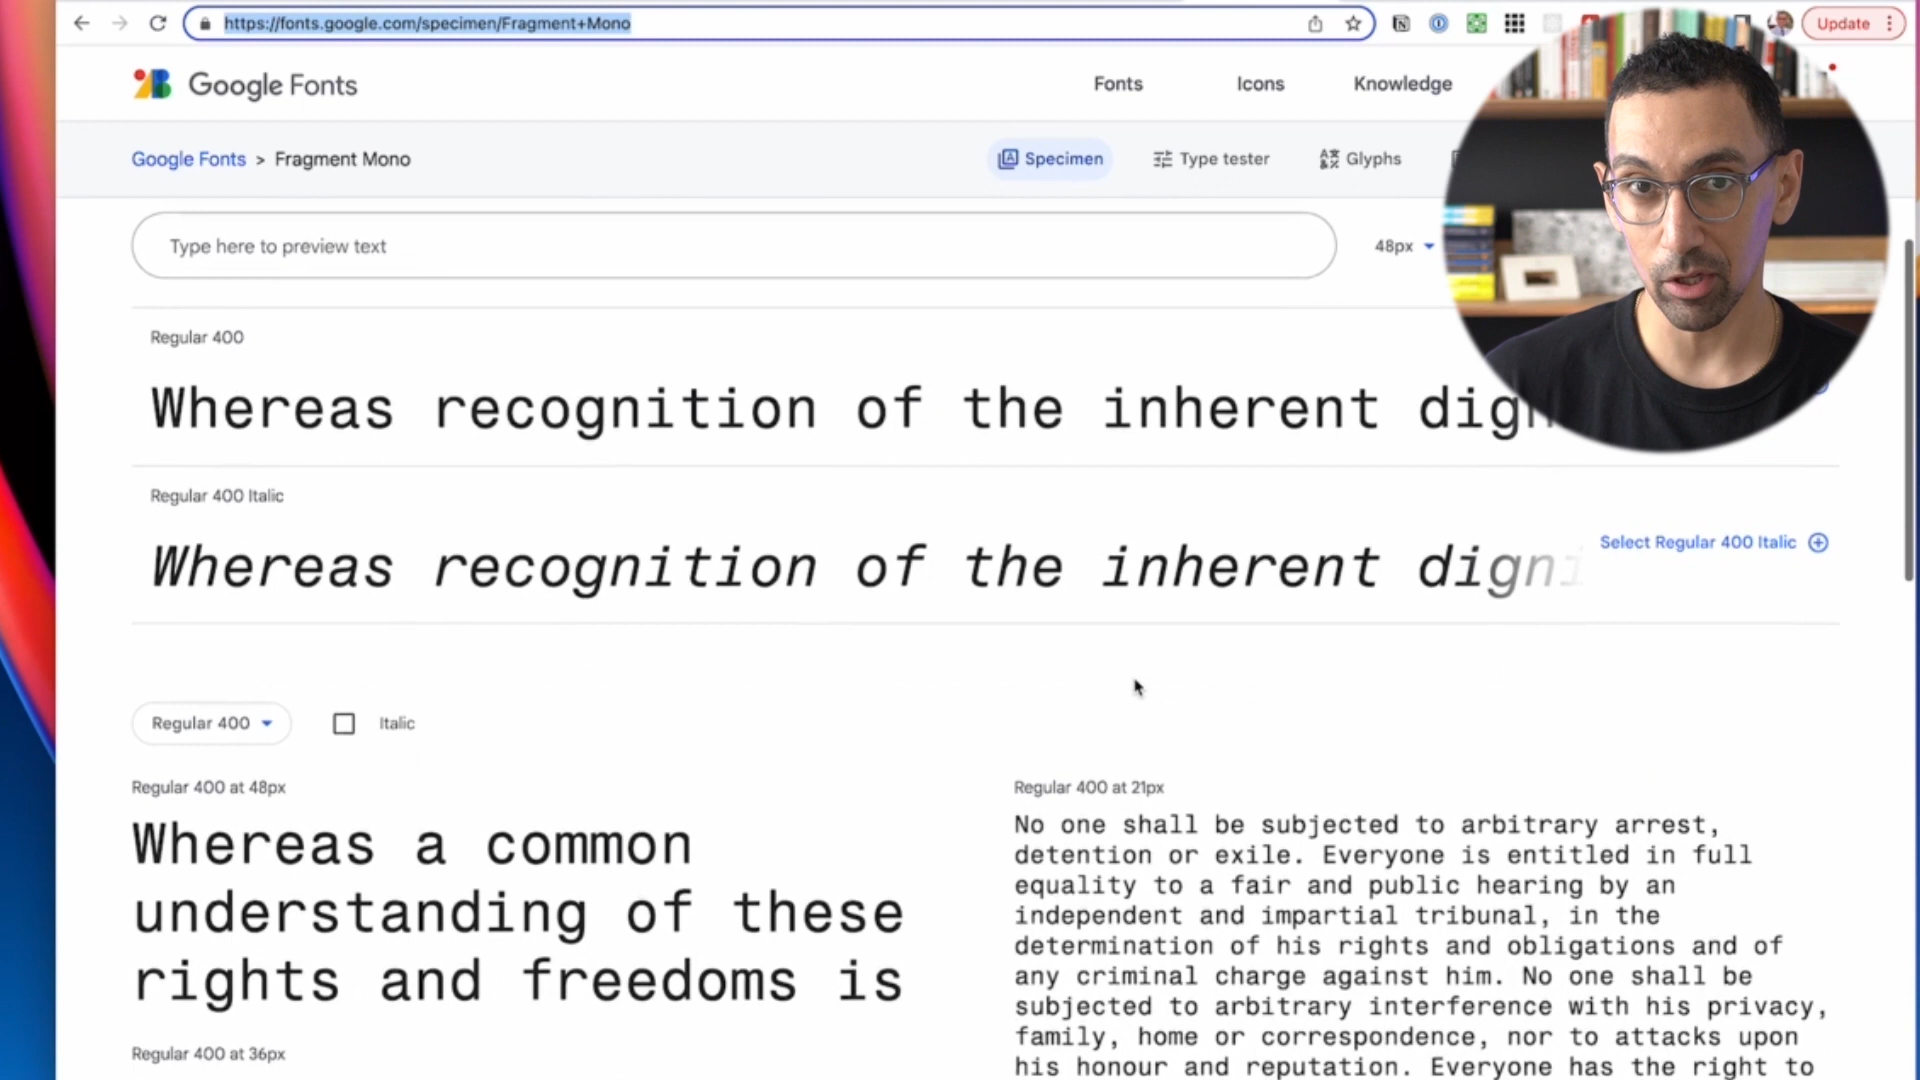 https://fonts.google.com/specimen/Fragment+Mono
Update
Google Fonts
Fonts
Icons
Knowledge
Google Fonts > Fragment Mono
Specimen
Type tester
Glyphs
Type here to preview text
48px
Regular 400
Whereas recognition of the inherent dign
Regular 400 Italic
Whereas recognition of the inherent digni
Select Regular 400 Italic
Regular 400
Italic
Regular 400 at 48px
Whereas a common
understanding of these
rights and freedoms is
Regular 400 at 36px
Regular 400 at 21px
No one shall be subjected to arbitrary arrest,
detention or exile. Everyone is entitled in full
equality to a fair and public hearing by an
independent and impartial tribunal, in the
determination of his rights and obligations and of
any criminal charge against him. No one shall be
subjected to arbitrary interference with his privacy,
family, home or correspondence, nor to attacks upon
his honour and reputation. Everyone has the right to